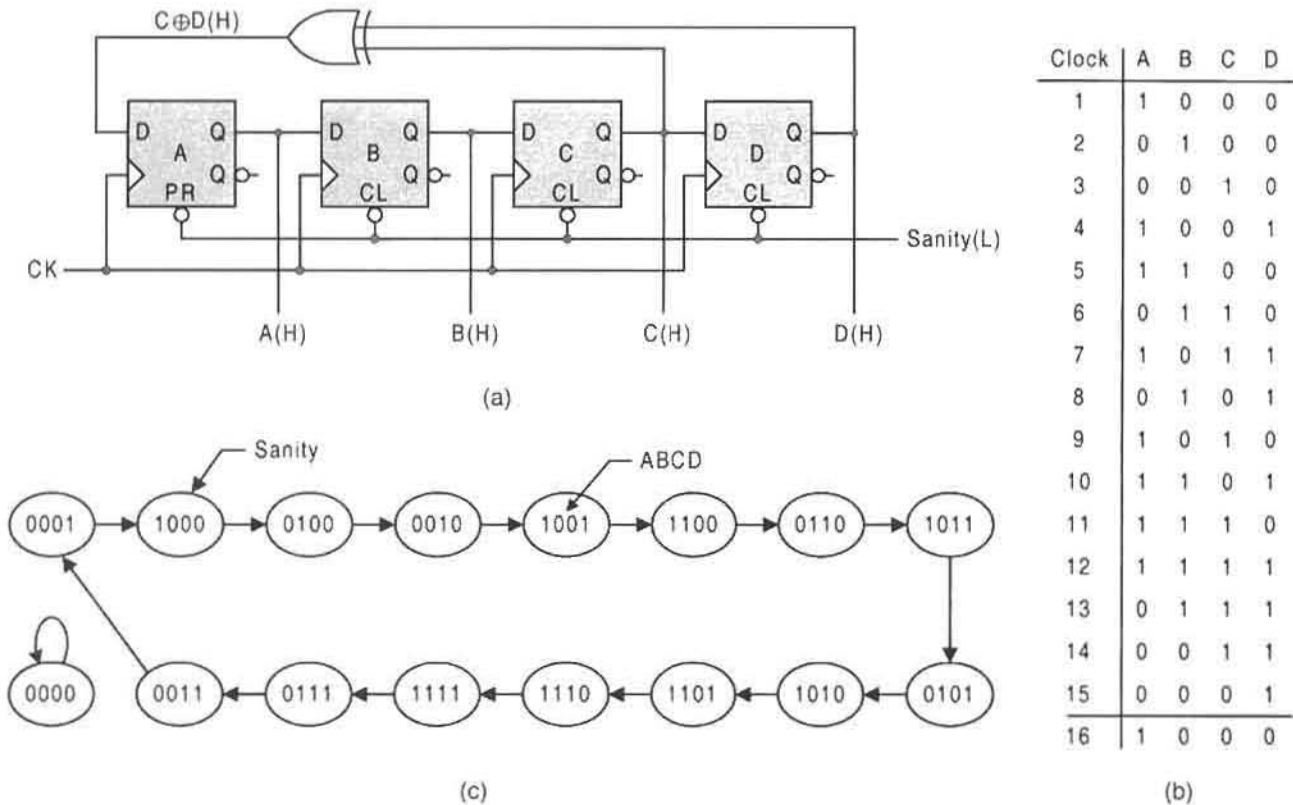 C⊕D(H)
D Q D Q D Q D Q
A B C D
Q Q Q Q
PR CL CL CL
Sanity(L)
CK
A(H) B(H) C(H) D(H)
(a)
Sanity
ABCD
0001 1000 0100 0010 1001 1100 0110 1011
0000 0011 0111 1111 1110 1101 1010 0101
(c)
Clock A B C D
1 1 0 0 0
2 0 1 0 0
3 0 0 1 0
4 1 0 0 1
5 1 1 0 0
6 0 1 1 0
7 1 0 1 1
8 0 1 0 1
9 1 0 1 0
10 1 1 0 1
11 1 1 1 0
12 1 1 1 1
13 0 1 1 1
14 0 0 1 1
15 0 0 0 1
16 1 0 0 0
(b)